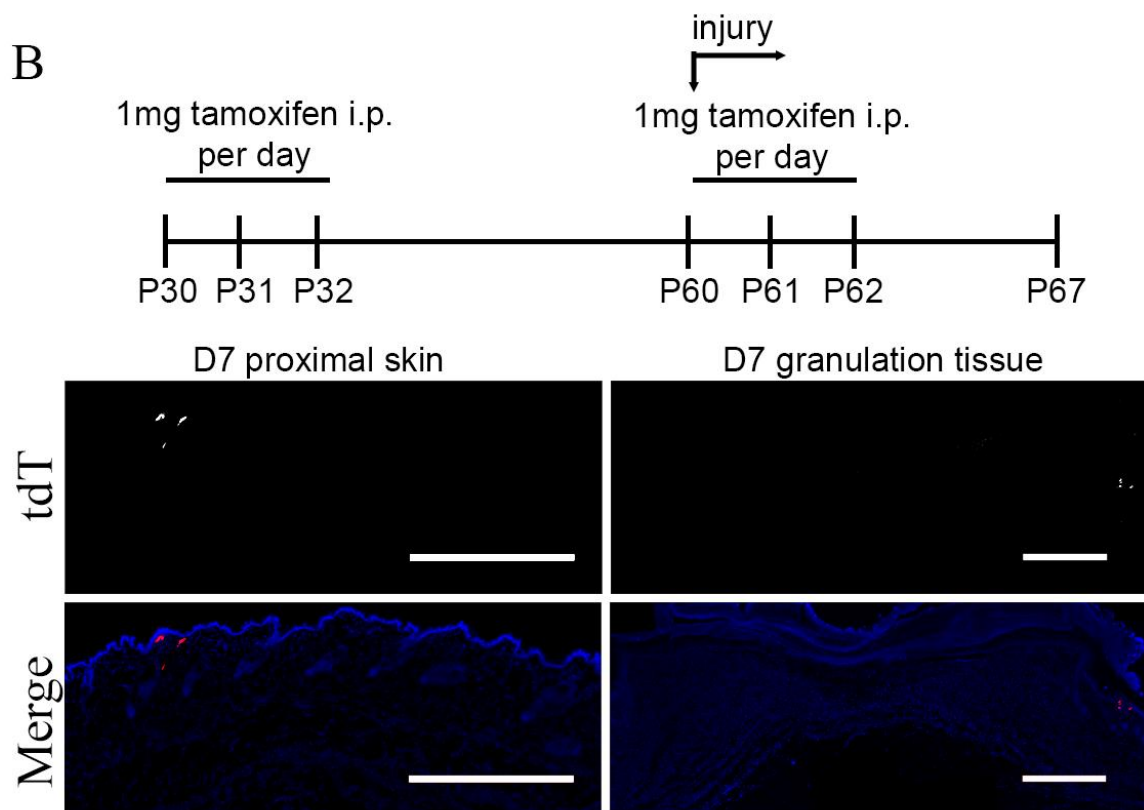 B
injury
1mg tamoxifen i.p.
per day
1mg tamoxifen i.p.
per day
P30
P31
P32
P60
P61
P62
P67
D7 proximal skin
D7 granulation tissue
tdT
Merge